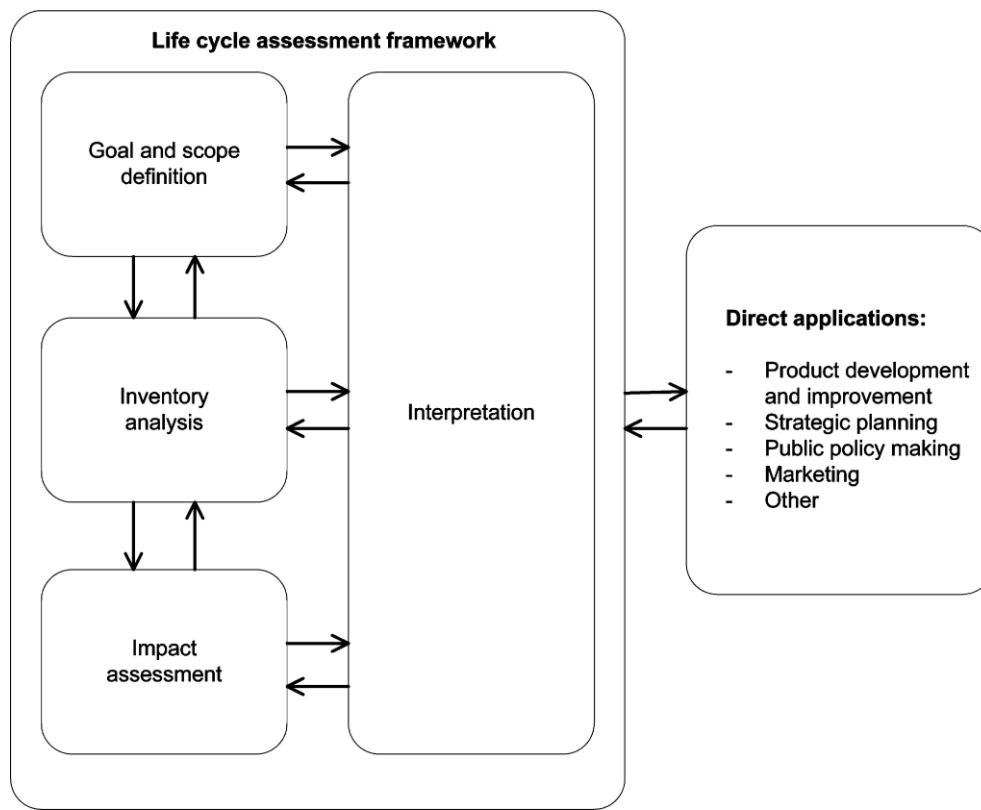 Life cycle assessment framework
Goal and scope
definition
Inventory
analysis
Impact
assessment
Interpretation
Direct applications:
- Product development
and improvement
- Strategic planning
- Public policy making
- Marketing
- Other